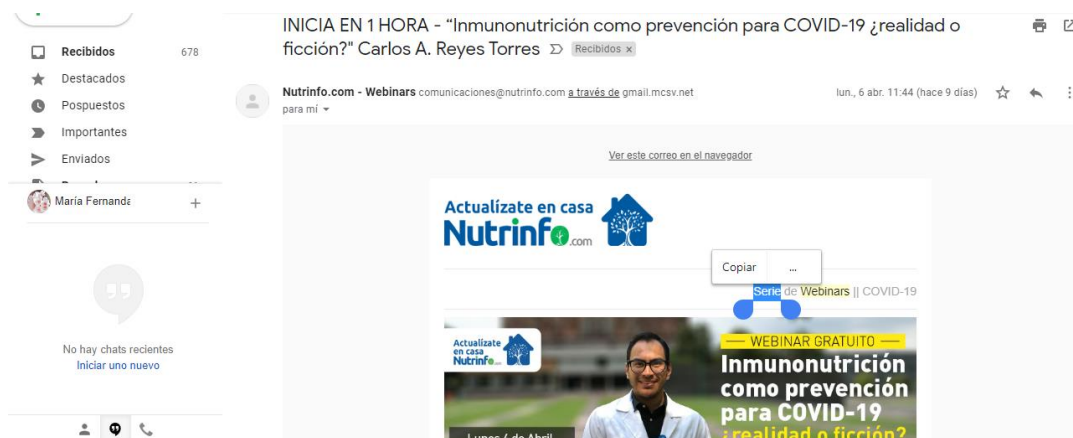 INICIA EN 1 HORA - “Inmunonutrición como prevención para COVID-19 ¿realidad o
ficción?" Carlos A. Reyes Torres Recibidos x
Recibidos 678
Destacados
Pospuestos
Importantes
Enviados
María Fernanda
No hay chats recientes
Iniciar uno nuevo
Nutrinfo.com - Webinars comunicaciones@nutrinfo.com a través de gmail.mcsv.net lun., 6 abr. 11:44 (hace 9 días)
para mí
Ver este correo en el navegador
Actualízate en casa
Nutrinfo.com
Copiar ...
Serie de Webinars || COVID-19
Actualízate
en casa
Nutrinfo
WEBINAR GRATUITO
Inmunonutrición
como prevención
para COVID-19
¿realidad o ficción?